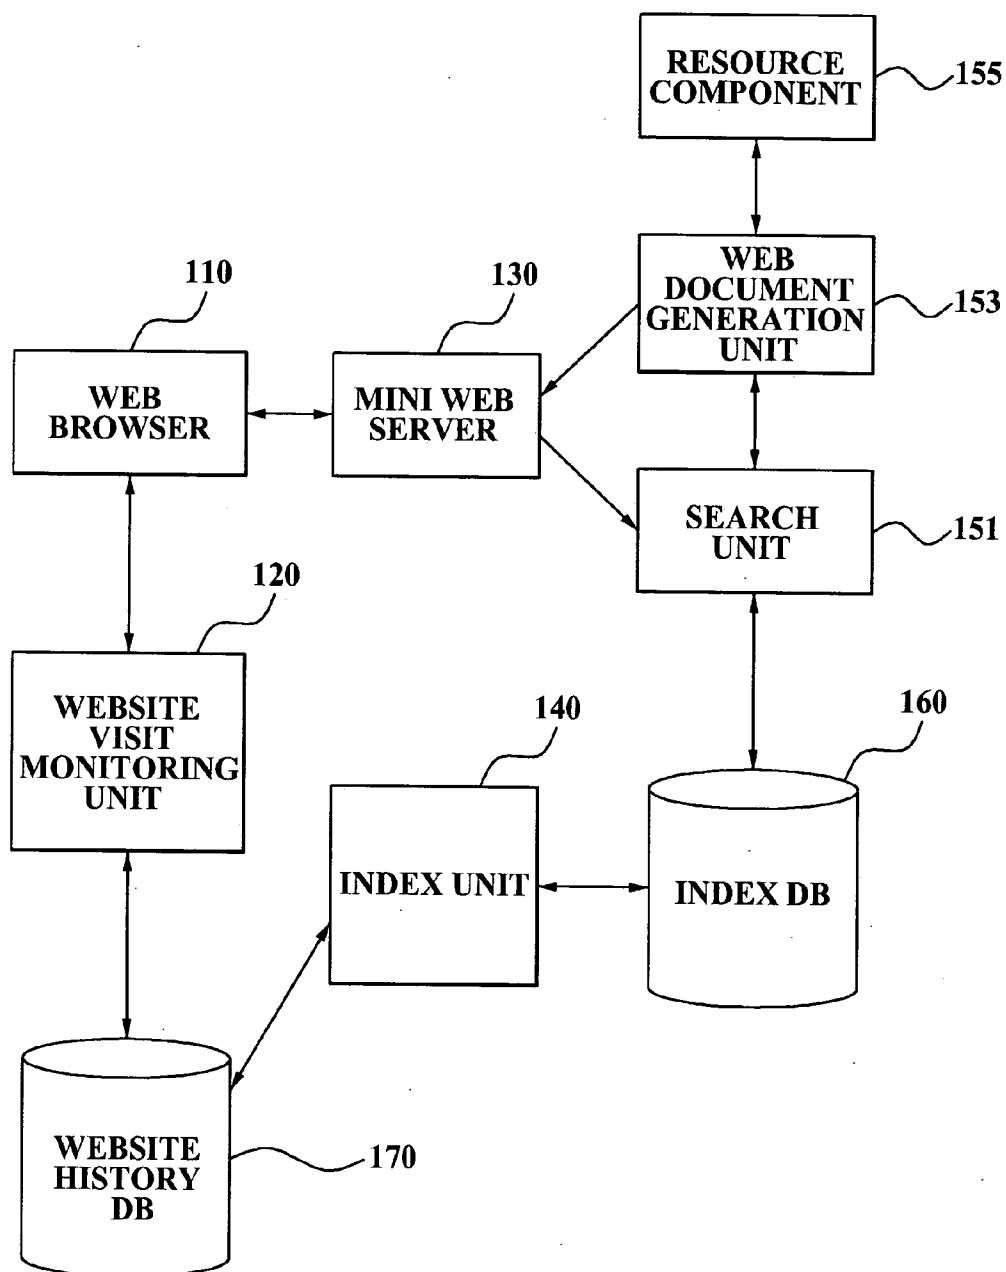 RESOURCE
COMPONENT
155
WEB
DOCUMENT
GENERATION
UNIT
153
110
130
WEB
BROWSER
MINI WEB
SERVER
SEARCH
UNIT
151
120
WEBSITE
VISIT
MONITORING
UNIT
140
160
INDEX UNIT
INDEX DB
WEBSITE
HISTORY
DB
170